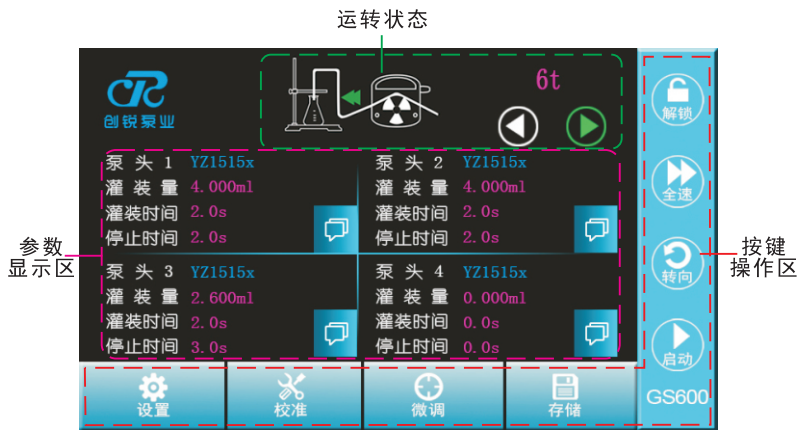 运转状态
CR
创锐泵业
6t
泵 头 1 YZ1515x
灌 装 量 4.000ml
灌装时间 2.0s
停止时间 2.0s
泵 头 2 YZ1515x
灌 装 量 4.000ml
灌装时间 2.0s
停止时间 2.0s
泵 头 3 YZ1515x
灌 装 量 2.600ml
灌装时间 2.0s
停止时间 3.0s
泵 头 4 YZ1515x
灌 装 量 0.000ml
灌装时间 0.0s
停止时间 0.0s
参数
显示区
解锁
全速
转向
启动
GS600
按键
操作区
设置
校准
微调
存储